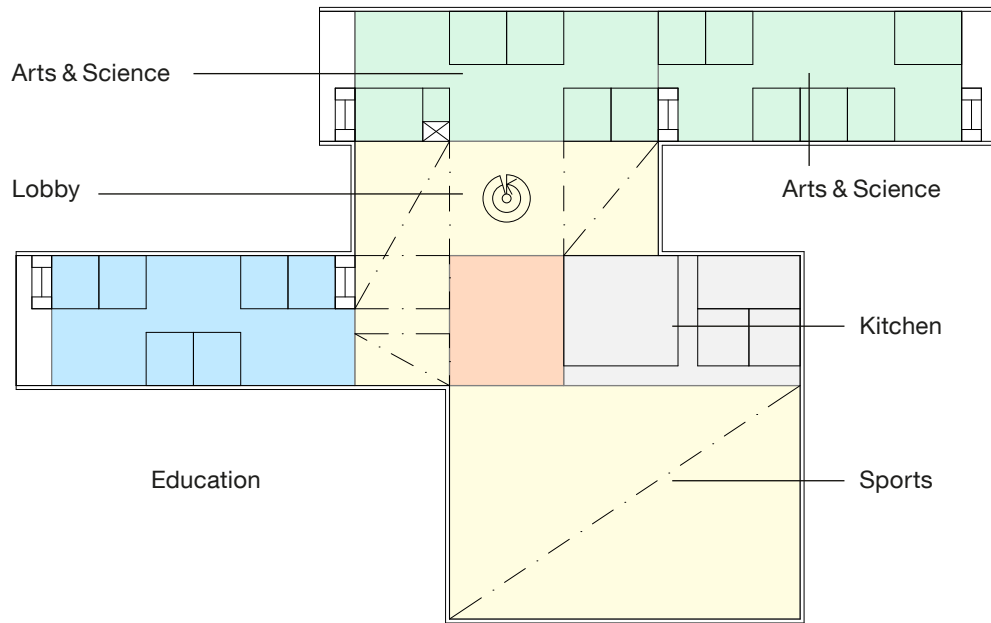 Arts & Science
Lobby
Arts & Science
Kitchen
Education
Sports